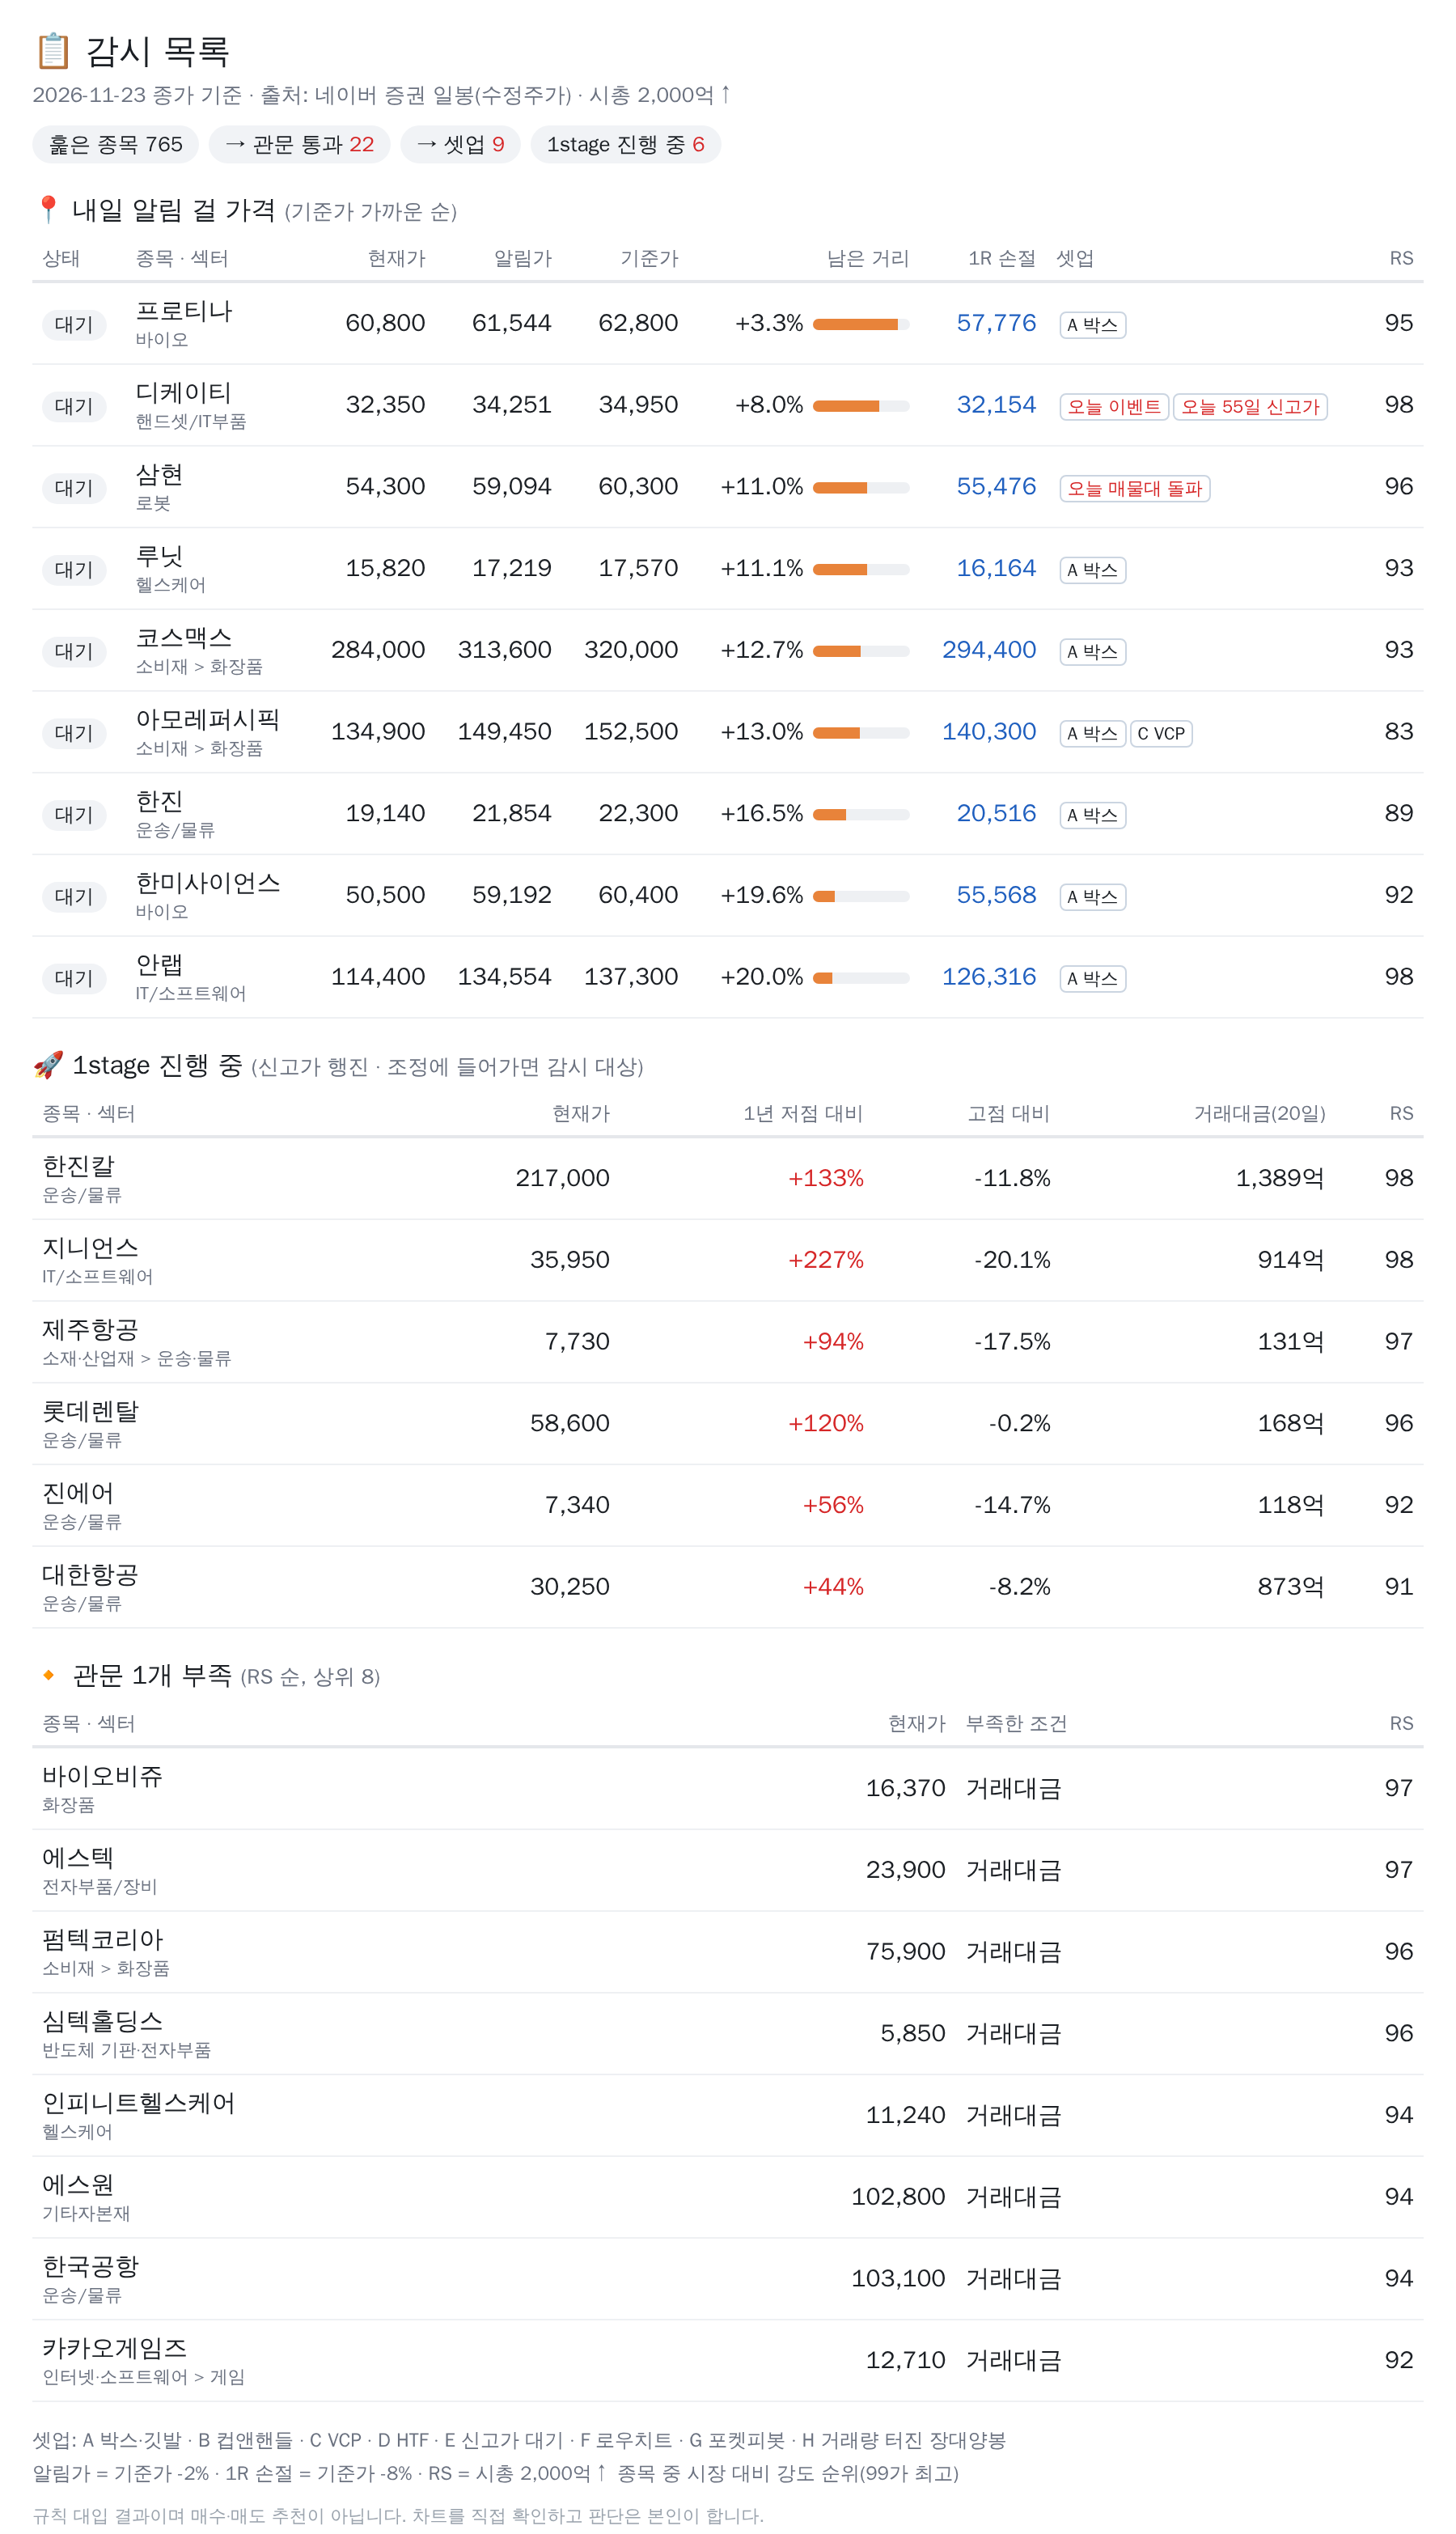 📋 감시 목록
2026-11-23 종가 기준 · 출처: 네이버 증권 일봉(수정주가) · 시총 2,000억↑
훑은 종목 765 → 관문 통과 22 → 셋업 9 1stage 진행 중 6
📍 내일 알림 걸 가격 (기준가 가까운 순)
상태 종목 · 섹터 현재가 알림가 기준가 남은 거리 1R 손절 셋업 RS
대기 프로티나 60,800 61,544 62,800 +3.3% 57,776 A 박스 95
바이오
대기 디케이티 32,350 34,251 34,950 +8.0% 32,154 오늘 이벤트 오늘 55일 신고가 98
핸드셋/IT부품
대기 삼현 54,300 59,094 60,300 +11.0% 55,476 오늘 매물대 돌파 96
로봇
대기 루닛 15,820 17,219 17,570 +11.1% 16,164 A 박스 93
헬스케어
대기 코스맥스 284,000 313,600 320,000 +12.7% 294,400 A 박스 93
소비재 > 화장품
대기 아모레퍼시픽 134,900 149,450 152,500 +13.0% 140,300 A 박스 C VCP 83
소비재 > 화장품
대기 한진 19,140 21,854 22,300 +16.5% 20,516 A 박스 89
운송/물류
대기 한미사이언스 50,500 59,192 60,400 +19.6% 55,568 A 박스 92
바이오
대기 안랩 114,400 134,554 137,300 +20.0% 126,316 A 박스 98
IT/소프트웨어
🚀 1stage 진행 중 (신고가 행진 · 조정에 들어가면 감시 대상)
종목 · 섹터 현재가 1년 저점 대비 고점 대비 거래대금(20일) RS
한진칼 217,000 +133% -11.8% 1,389억 98
운송/물류
지니언스 35,950 +227% -20.1% 914억 98
IT/소프트웨어
제주항공 7,730 +94% -17.5% 131억 97
소재·산업재 > 운송·물류
롯데렌탈 58,600 +120% -0.2% 168억 96
운송/물류
진에어 7,340 +56% -14.7% 118억 92
운송/물류
대한항공 30,250 +44% -8.2% 873억 91
운송/물류
🔸 관문 1개 부족 (RS 순, 상위 8)
종목 · 섹터 현재가 부족한 조건 RS
바이오비쥬 16,370 거래대금 97
화장품
에스텍 23,900 거래대금 97
전자부품/장비
펌텍코리아 75,900 거래대금 96
소비재 > 화장품
심텍홀딩스 5,850 거래대금 96
반도체 기판·전자부품
인피니트헬스케어 11,240 거래대금 94
헬스케어
에스원 102,800 거래대금 94
기타자본재
한국공항 103,100 거래대금 94
운송/물류
카카오게임즈 12,710 거래대금 92
인터넷·소프트웨어 > 게임
셋업: A 박스·깃발 · B 컵앤핸들 · C VCP · D HTF · E 신고가 대기 · F 로우치트 · G 포켓피봇 · H 거래량 터진 장대양봉
알림가 = 기준가 -2% · 1R 손절 = 기준가 -8% · RS = 시총 2,000억↑ 종목 중 시장 대비 강도 순위(99가 최고)
규칙 대입 결과이며 매수·매도 추천이 아닙니다. 차트를 직접 확인하고 판단은 본인이 합니다.